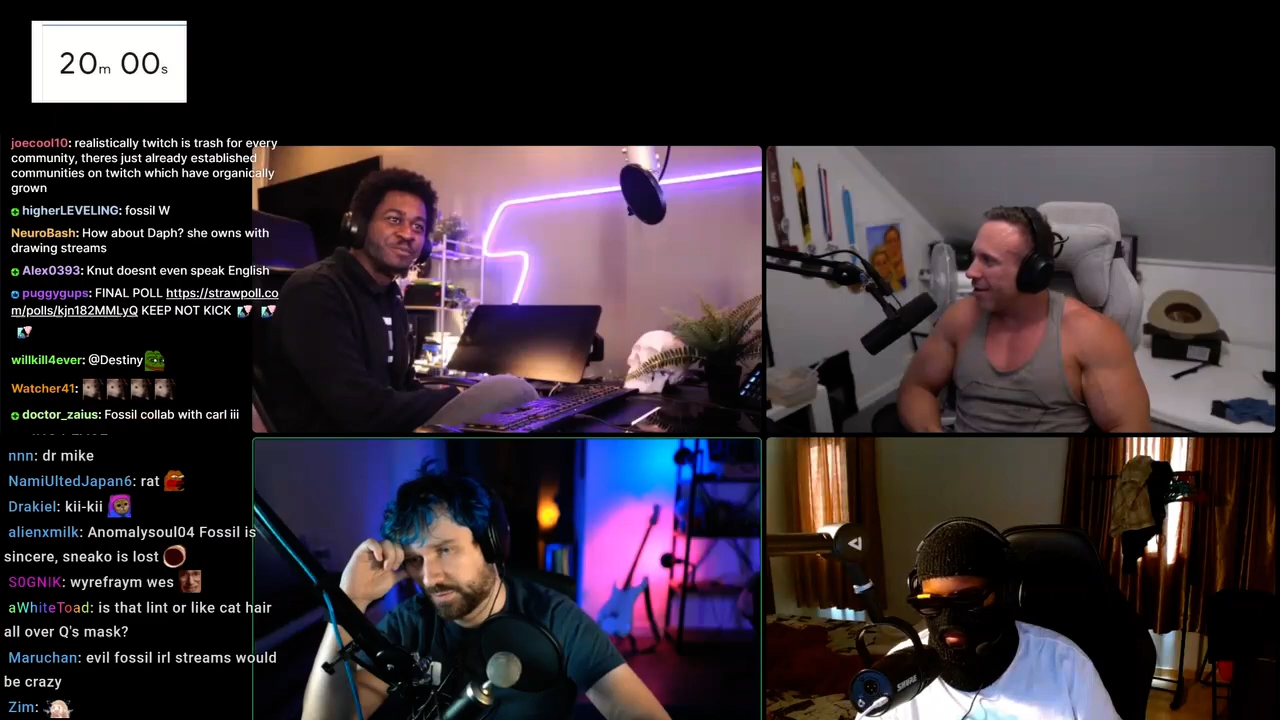 20m 00s
joecool10: realistically twitch is trash for every
community, theres just already established
communities on twitch which have organically
grown
higherLEVELING: fossil W
NeuroBash: How about Daph? she owns with
drawing streams
Alex0393: Knut doesnt even speak English
puggygups: FINAL POLL https://strawpoll.co
m/polls/kjn182MMLyQ KEEP NOT KICK
willkill4ever: @Destiny
Watcher41:
doctor_zaius: Fossil collab with carl iii
nnn: dr mike
NamiUltedJapan6: rat
Drakiel: kii-kii
alienxmilk: Anomalysoul04 Fossil is
sincere, sneako is lost
S0GNIK: wyrefraym wes
aWhiteToad: is that lint or like cat hair
all over Q's mask?
Maruchan: evil fossil irl streams would
be crazy
Zim:
SHURE